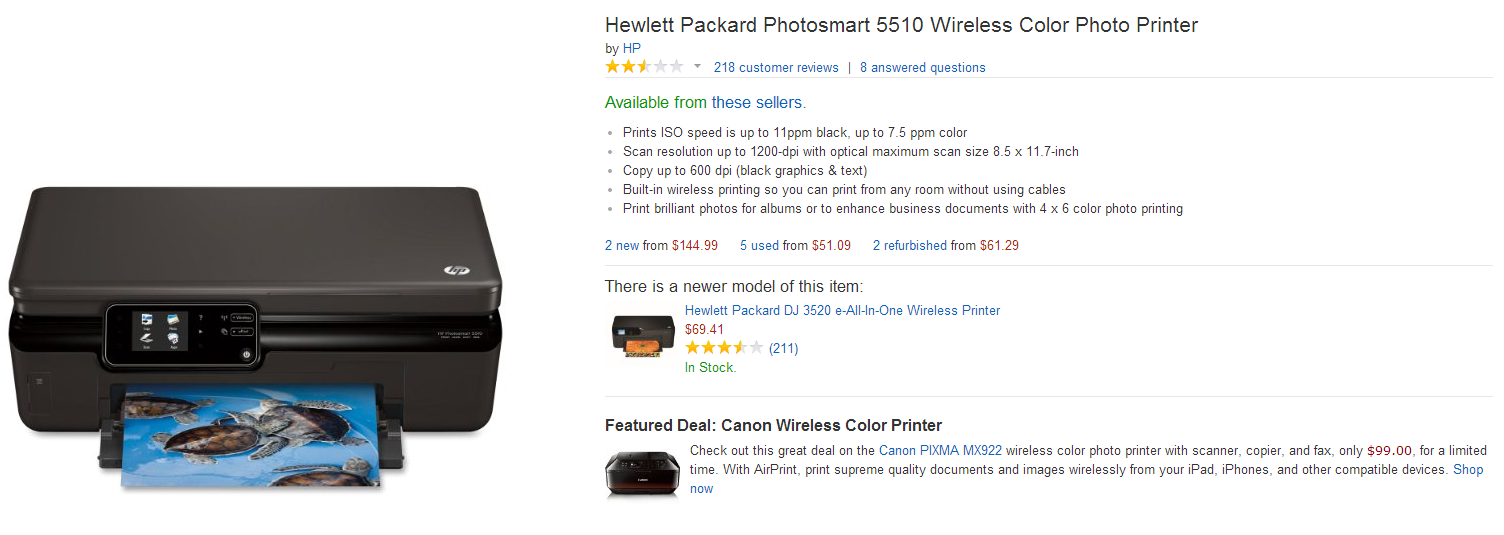 Hewlett Packard Photosmart 5510 Wireless Color Photo Printer
by HP
218 customer reviews | 8 answered questions
Available from these sellers.
Prints ISO speed is up to 11ppm black, up to 7.5 ppm color
Scan resolution up to 1200-dpi with optical maximum scan size 8.5 x 11.7-inch
Copy up to 600 dpi (black graphics & text)
Built-in wireless printing so you can print from any room without using cables
Print brilliant photos for albums or to enhance business documents with 4 x 6 color photo printing
2 new from $144.99 5 used from $51.09 2 refurbished from $61.29
There is a newer model of this item:
Hewlett Packard DJ 3520 e-All-In-One Wireless Printer
$69.41
(211)
In Stock.
Featured Deal: Canon Wireless Color Printer
Check out this great deal on the Canon PIXMA MX922 wireless color photo printer with scanner, copier, and fax, only $99.00, for a limited
time. With AirPrint, print supreme quality documents and images wirelessly from your iPad, iPhones, and other compatible devices. Shop
now
hp
HP Photosmart 5510
Copy Photo
Scan Apps
Canon